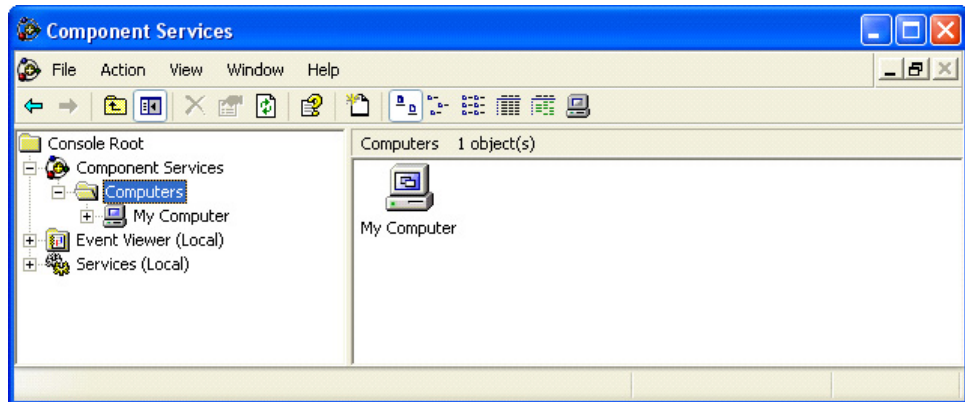 Component Services
File Action View Window Help
Console Root
Component Services
Computers
My Computer
Event Viewer (Local)
Services (Local)
Computers 1 object(s)
My Computer